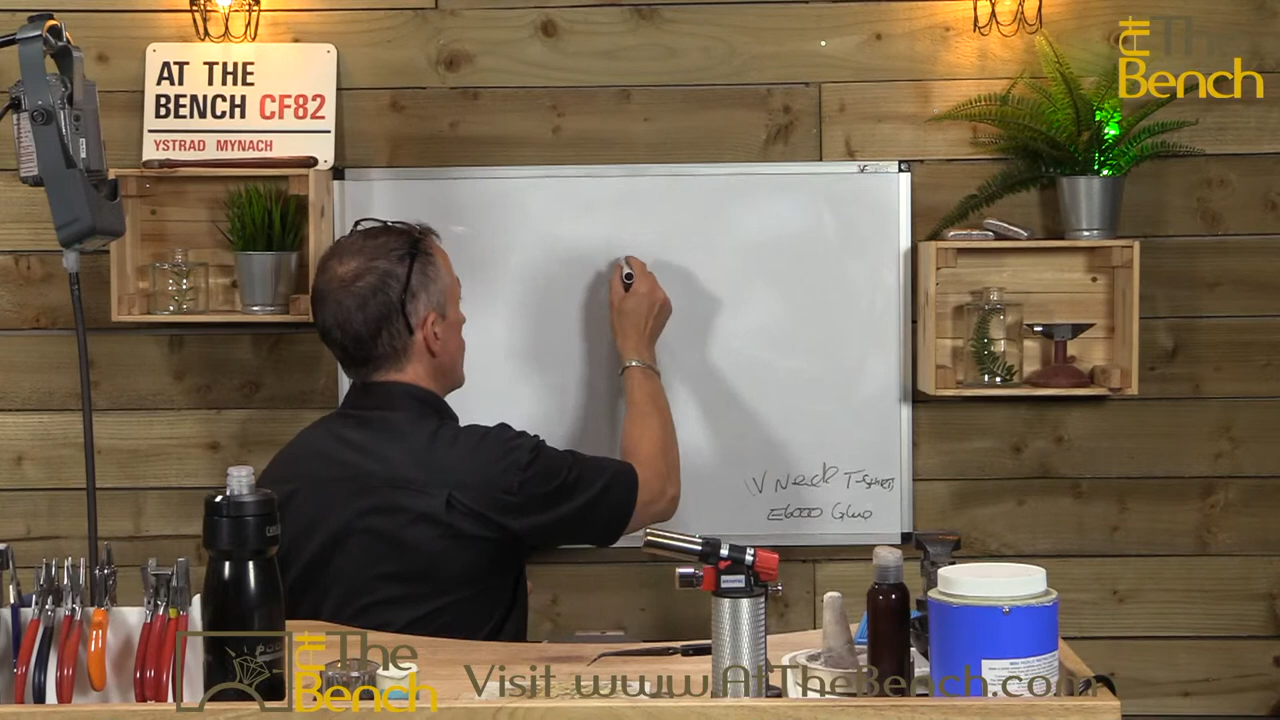 AT THE
BENCH CF82
YSTRAD MYNACH
At The
Bench
V Neck T-Shirts
E6000 Glue
At The
Bench
Visit www.AtTheBench.com